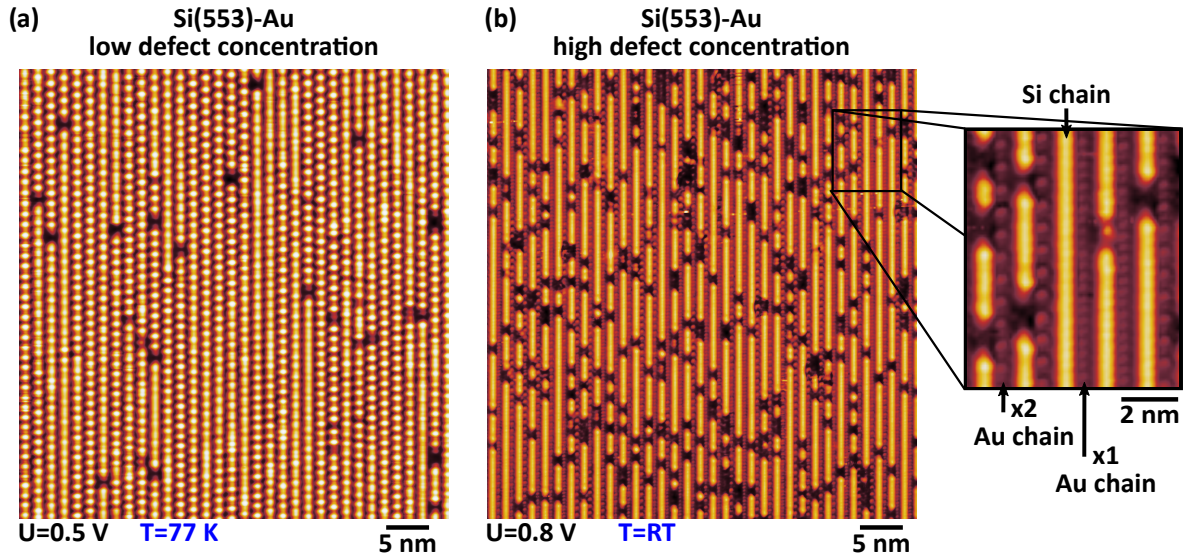 (a)
Si(553)-Au
low defect concentration
U=0.5 V
T=77 K
5 nm
(b)
Si(553)-Au
high defect concentration
U=0.8 V
T=RT
5 nm
Si chain
x2
Au chain
x1
Au chain
2 nm